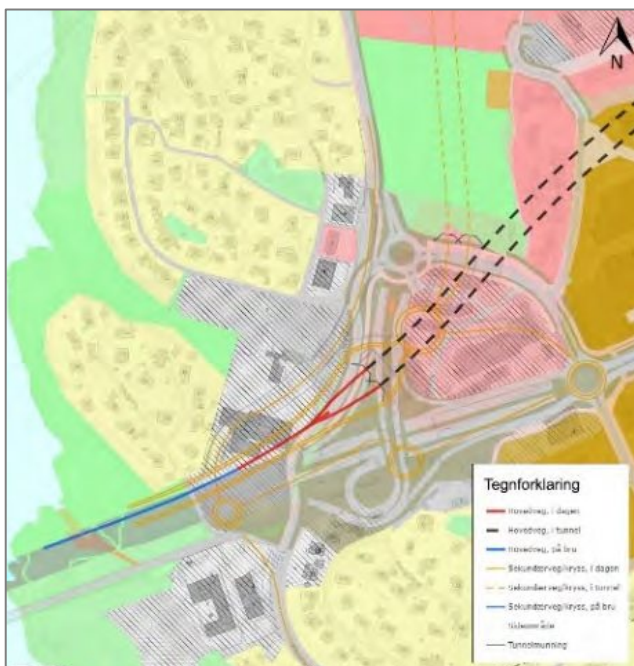 N
Tegnforklaring
Hovedveg, i dagen
Hovedveg, i tunnel
Hovedveg, på bru
Sekundærveg/kryss, i dagen
Sekundærveg/kryss, i tunnel
Sekundærveg/kryss, på bru
Sideområde
Tunnelmunning